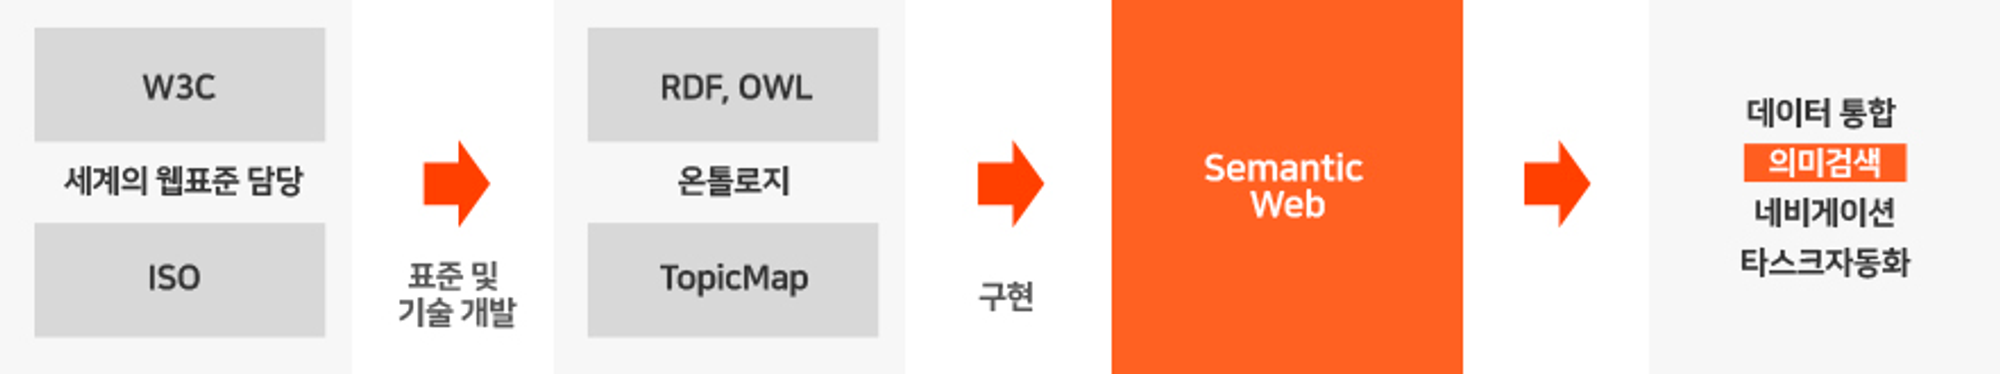 W3C
세계의 웹표준 담당
ISO
표준 및
기술 개발
RDF, OWL
온톨로지
TopicMap
구현
Semantic
Web
데이터 통합
의미검색
네비게이션
타스크자동화